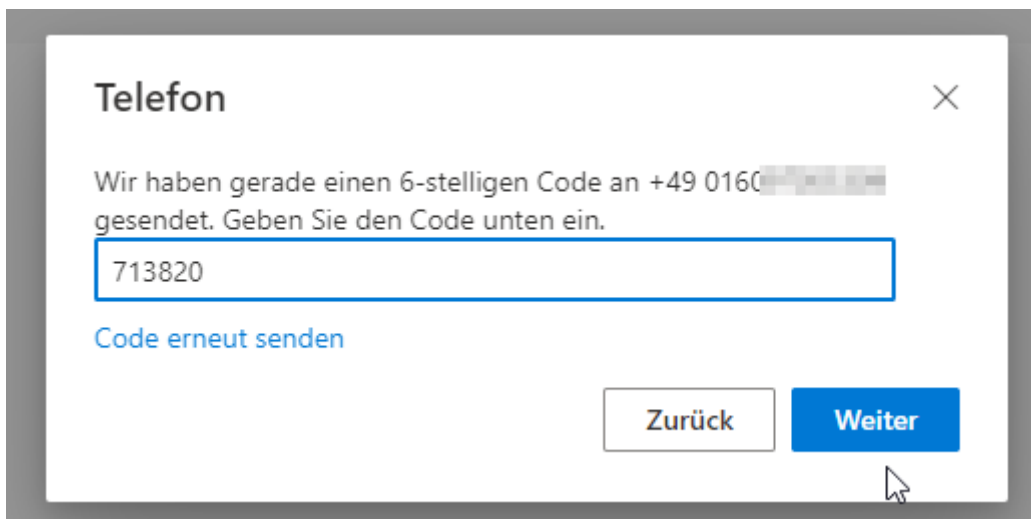 Telefon
Wir haben gerade einen 6-stelligen Code an +49 0160
gesendet. Geben Sie den Code unten ein.
713820
Code erneut senden
Zurück
Weiter